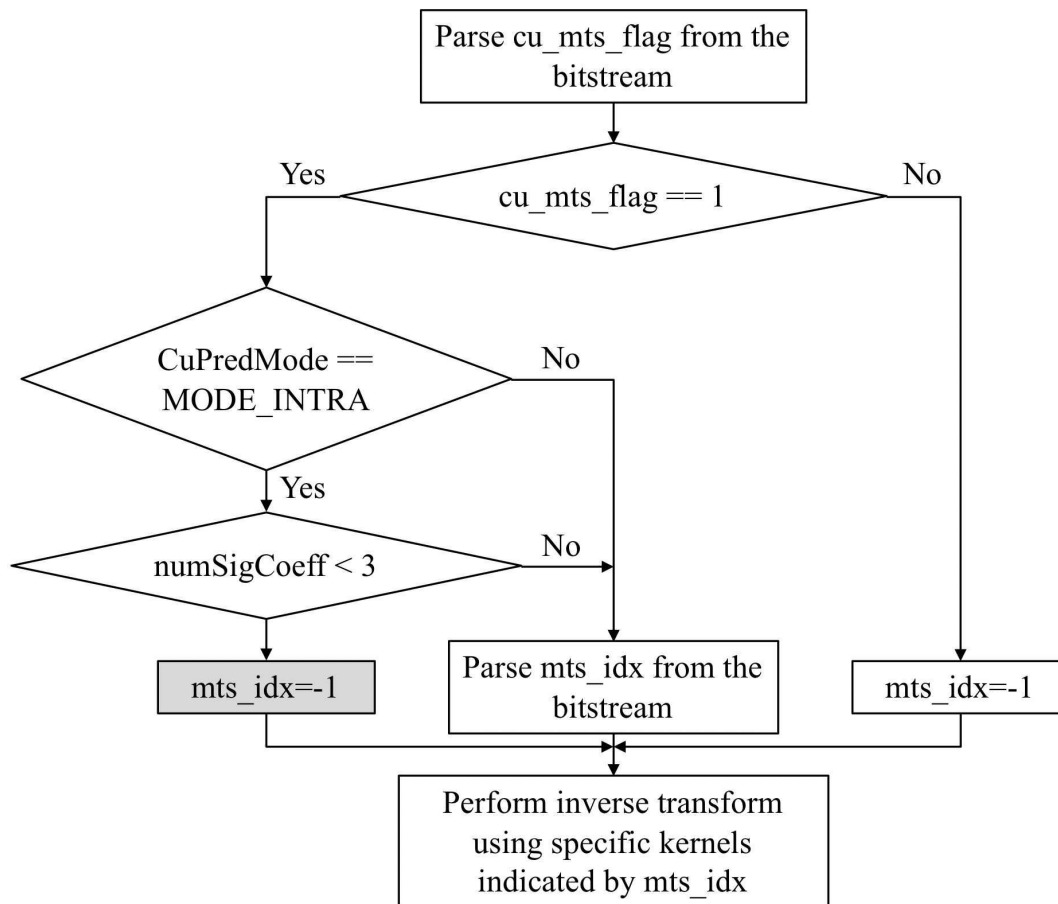 Parse cu_mts_flag from the
bitstream
Yes
No
cu_mts_flag == 1
CuPredMode ==
MODE_INTRA
No
Yes
numSigCoeff < 3
No
mts_idx=-1
Parse mts_idx from the
bitstream
mts_idx=-1
Perform inverse transform
using specific kernels
indicated by mts_idx